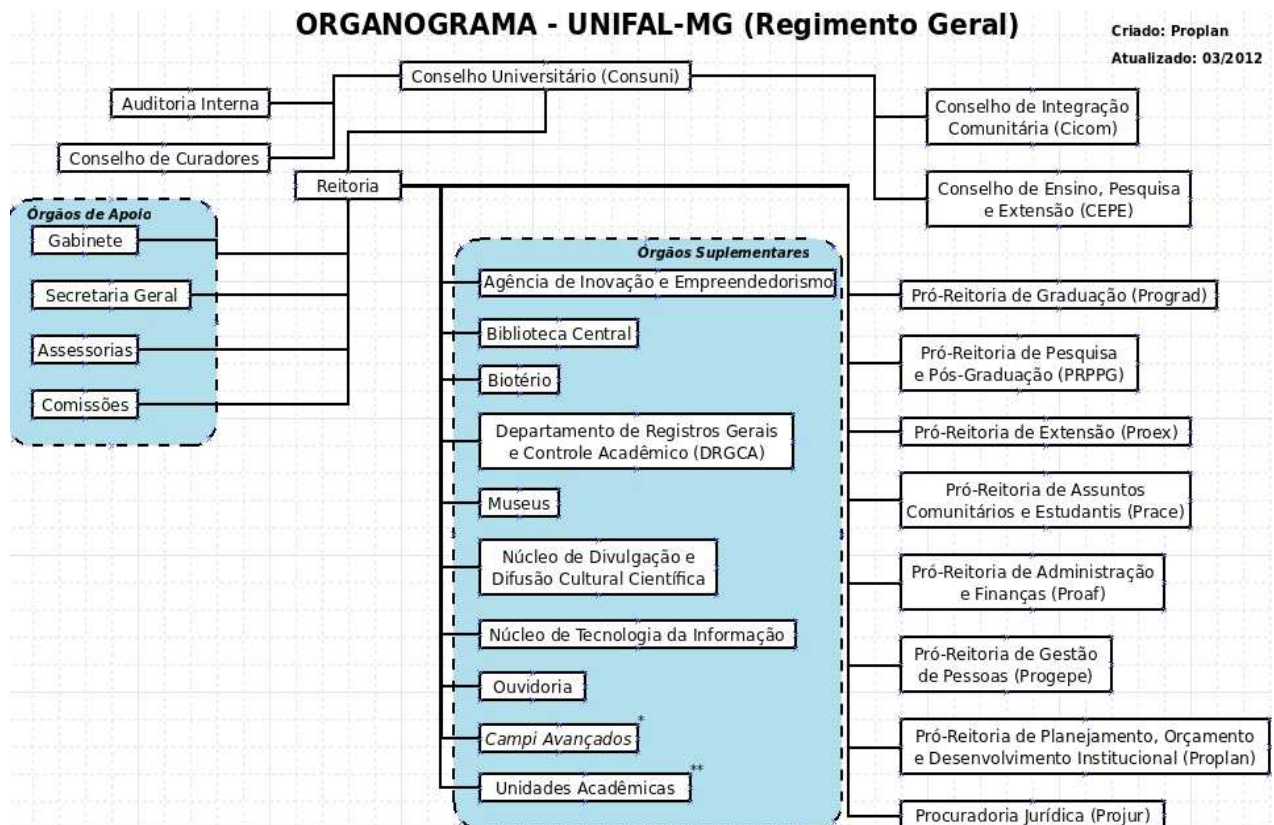 ORGANOGRAMA - UNIFAL-MG (Regimento Geral)
Criado: Proplan
Atualizado: 03/2012
Conselho Universitário (Consuni)
Auditoria Interna
Conselho de Curadores
Conselho de Integração
Comunitária (Cicom)
Conselho de Ensino, Pesquisa
e Extensão (CEPE)
Reitoria
Órgãos de Apoio
Gabinete
Secretaria Geral
Assessorias
Comissões
Órgãos Suplementares
Agência de Inovação e Empreendedorismo
Biblioteca Central
Biotério
Departamento de Registros Gerais
e Controle Acadêmico (DRGCA)
Museus
Núcleo de Divulgação e
Difusão Cultural Científica
Núcleo de Tecnologia da Informação
Ouvidoria
Campi Avançados *
Unidades Acadêmicas **
Pró-Reitoria de Graduação (Prograd)
Pró-Reitoria de Pesquisa
e Pós-Graduação (PRPPG)
Pró-Reitoria de Extensão (Proex)
Pró-Reitoria de Assuntos
Comunitários e Estudantis (Prace)
Pró-Reitoria de Administração
e Finanças (Proaf)
Pró-Reitoria de Gestão
de Pessoas (Progepe)
Pró-Reitoria de Planejamento, Orçamento
e Desenvolvimento Institucional (Proplan)
Procuradoria Jurídica (Projur)